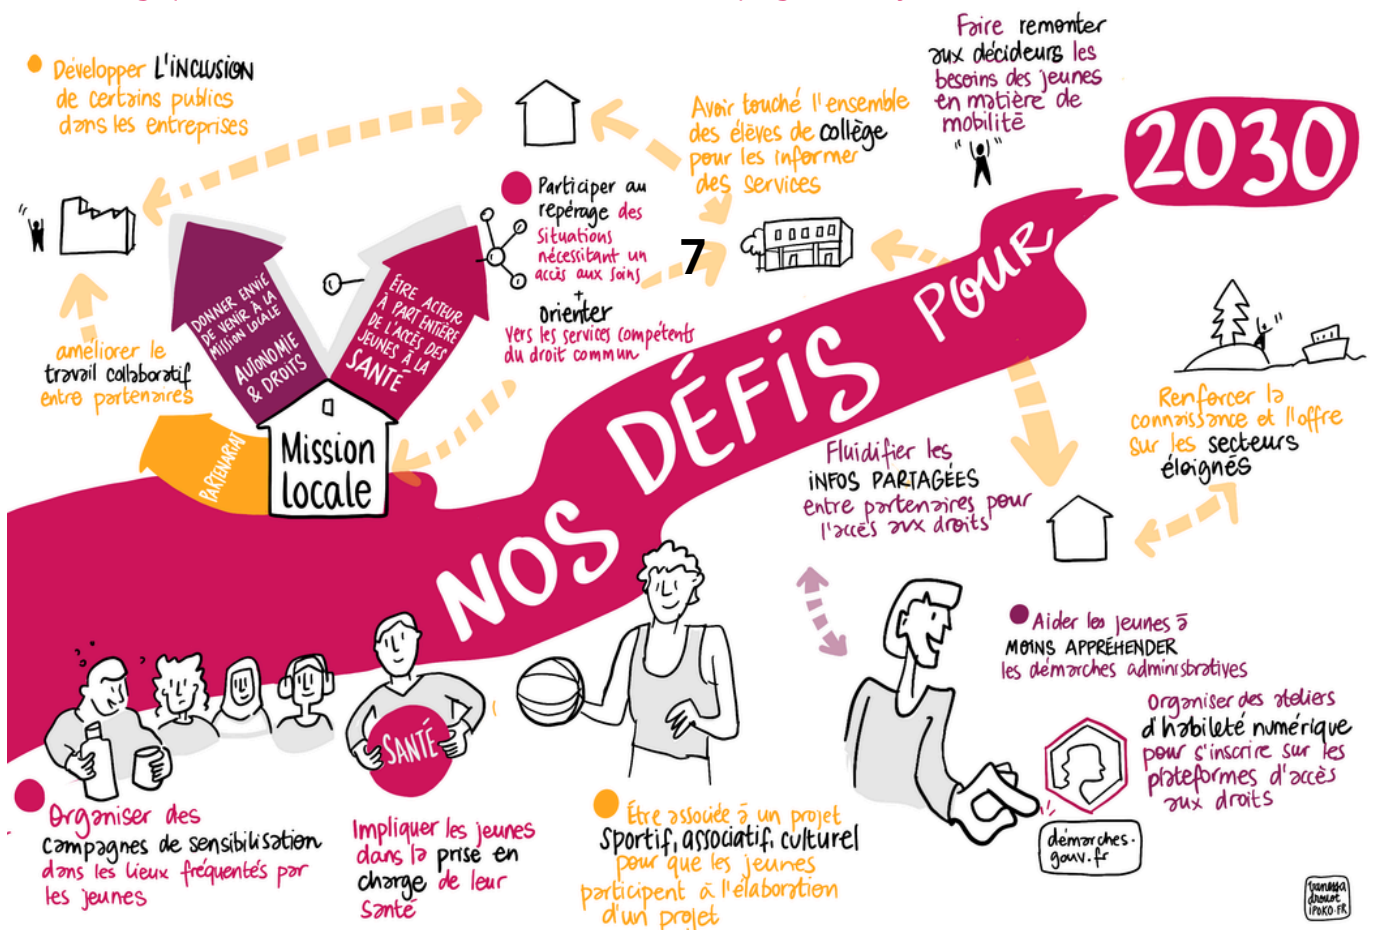 Développer L'iNCLUSION
de certains publics
dans les entreprises
Faire remonter
aux décideurs les
besoins des jeunes
en matière de
mobilité
2030
Avoir touché l'ensemble
des élèves de collège
pour les informer
des services
Participer au
repérage des
situations
nécessitant un
accès aux soins
+
orienter
vers les services compétents
du droit commun
7
DONNER ENVIE
DE VENIR À LA
MISSION LOCALE
AUTONOMIE
& DROITS
ETRE ACTEUR
À PART ENTIÈRE
DE L'ACCÈS DES
JEUNES À LA
SANTÉ
améliorer le
travail collaboratif
entre partenaires
PARTENARIAT
Mission
locale
NOS DÉFiS POUR
Renforcer la
connaissance et l'offre
sur les secteurs
éloignés
Fluidifier les
iNFOS PARTAGÉES
entre partenaires pour
l'accès aux droits
Aider les jeunes à
MOINS APPRÉHENDER
les démarches administratives
Organiser des ateliers
d'habileté numérique
pour s'inscrire sur les
plateformes d'accès
aux droits
démarches.
gouv.fr
SANTÉ
Organiser des
campagnes de sensibilisation
dans les lieux fréquentés par
les jeunes
Impliquer les jeunes
dans la prise en
charge de leur
santé
Être associée à un projet
sportif, associatif, culturel
pour que les jeunes
participent à l'élaboration
d'un projet
vanessa
drouot
iPOKO.FR